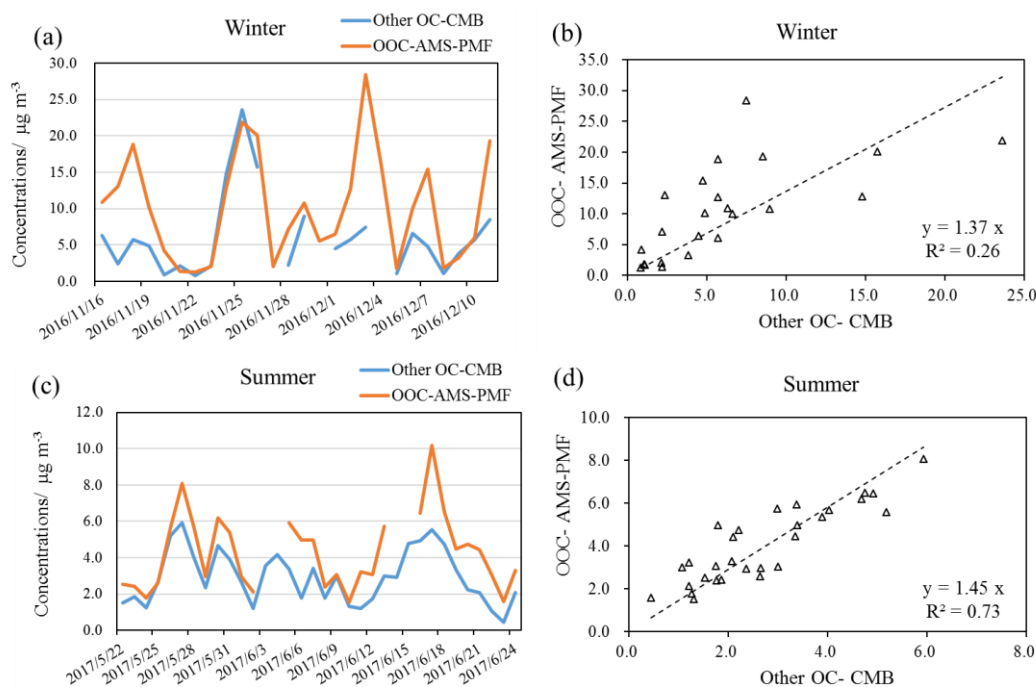 (a)
Winter
Other OC-CMB
OOC-AMS-PMF
Concentrations/ μg m⁻³
30.0
25.0
20.0
15.0
10.0
5.0
0.0
2016/11/16
2016/11/19
2016/11/22
2016/11/25
2016/11/28
2016/12/1
2016/12/4
2016/12/7
2016/12/10
(b)
Winter
OOC- AMS-PMF
35.0
30.0
25.0
20.0
15.0
10.0
5.0
0.0
y = 1.37 x
R² = 0.26
0.0 5.0 10.0 15.0 20.0 25.0
Other OC- CMB
(c)
Summer
Other OC-CMB
OOC-AMS-PMF
Concentrations/ μg m⁻³
12.0
10.0
8.0
6.0
4.0
2.0
0.0
2017/5/22
2017/5/25
2017/5/28
2017/5/31
2017/6/3
2017/6/6
2017/6/9
2017/6/12
2017/6/15
2017/6/18
2017/6/21
2017/6/24
(d)
Summer
OOC- AMS-PMF
10.0
8.0
6.0
4.0
2.0
0.0
y = 1.45 x
R² = 0.73
0.0 2.0 4.0 6.0 8.0
Other OC- CMB